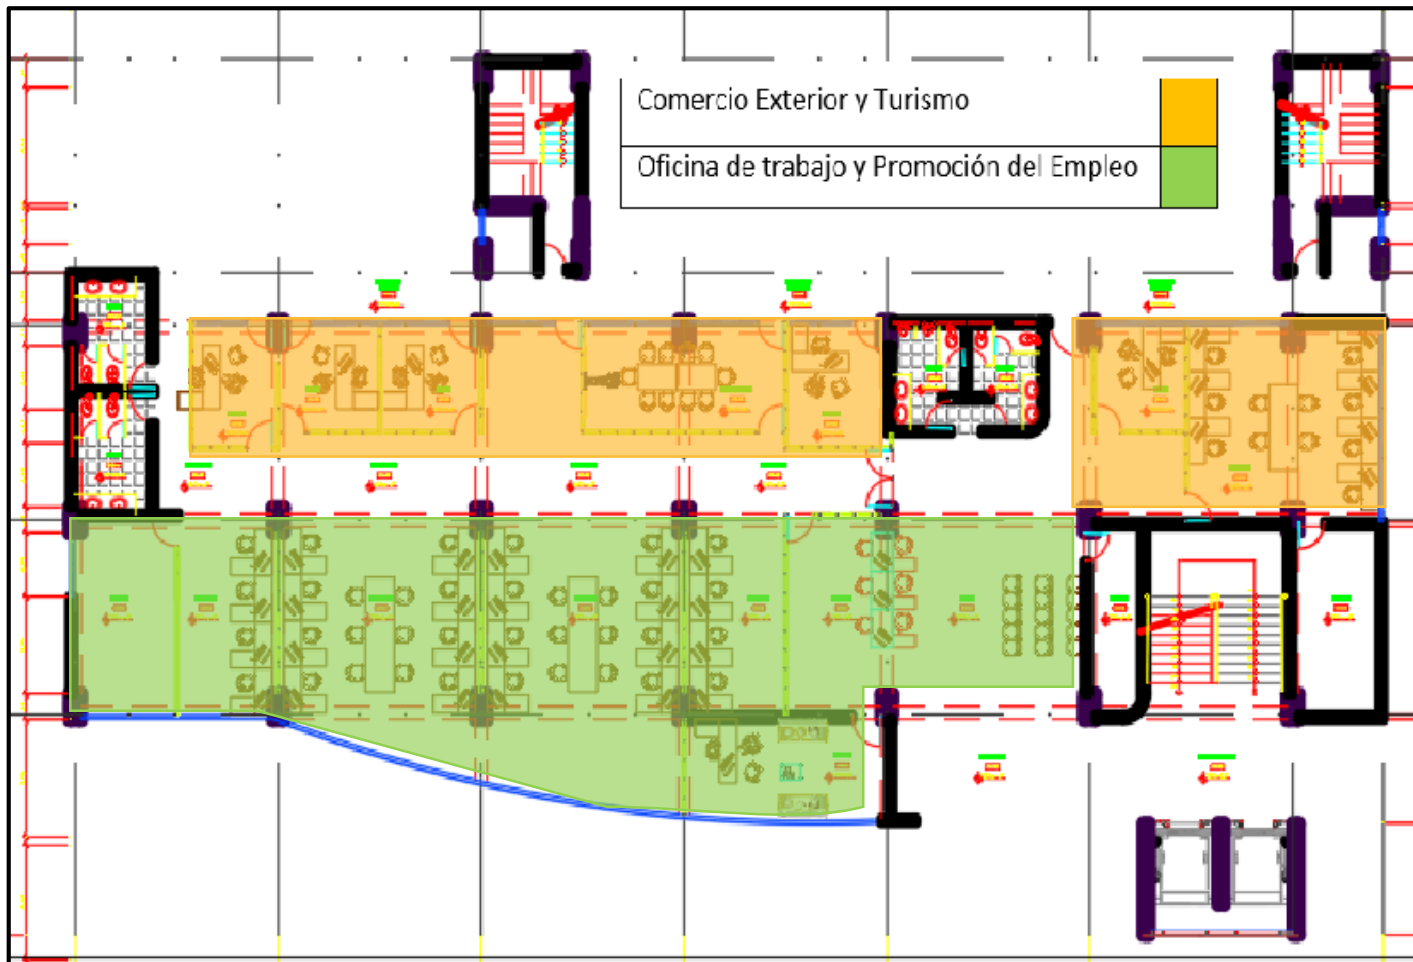 Comercio Exterior y Turismo
Oficina de trabajo y Promoción del Empleo